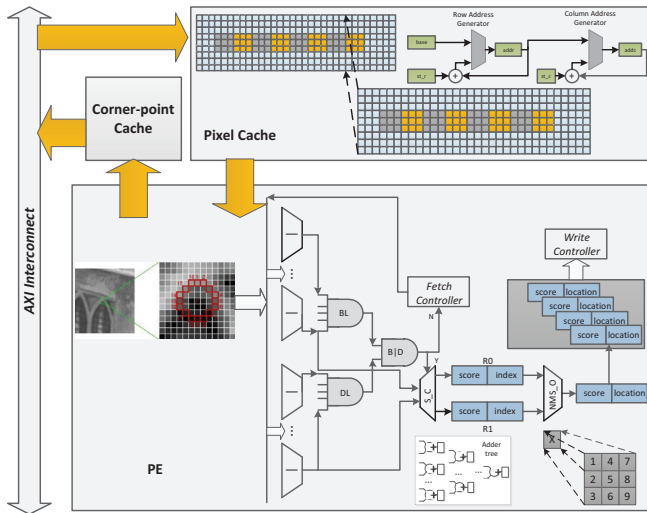 Row Address
Generator
Column Address
Generator
base
addr
addc
st_r
+
st_c
+
Pixel Cache
Corner-point
Cache
AXI Interconnect
PE
BL
DL
B|D
Fetch
Controller
N
Y
S_C
R0
score index
score index
R1
NMS_O
score location
Write
Controller
score location
score location
score location
score location
Adder
tree
X
1 4 7
2 5 8
3 6 9